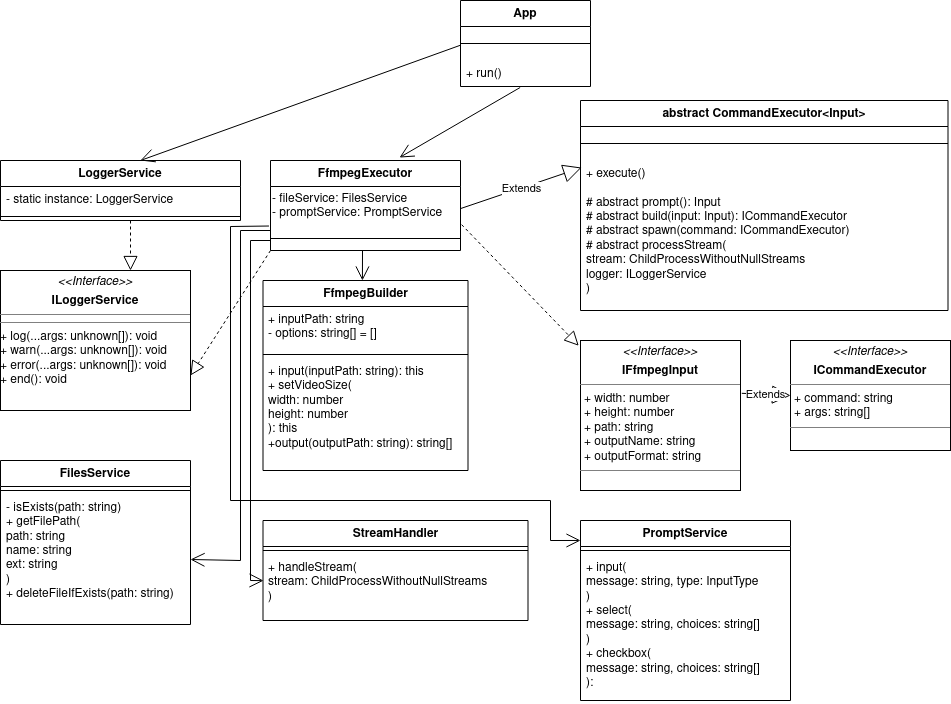 App
+ run()
abstract CommandExecutor<Input>
+ execute()
# abstract prompt(): Input
# abstract build(input: Input): ICommandExecutor
# abstract spawn(command: ICommandExecutor)
# abstract processStream(
stream: ChildProcessWithoutNullStreams
logger: ILoggerService
)
LoggerService
- static instance: LoggerService
FfmpegExecutor
- fileService: FilesService
- promptService: PromptService
Extends
<<Interface>>
ILoggerService
+ log(...args: unknown[]): void
+ warn(...args: unknown[]): void
+ error(...args: unknown[]): void
+ end(): void
FfmpegBuilder
+ inputPath: string
- options: string[] = []
+ input(inputPath: string): this
+ setVideoSize(
width: number
height: number
): this
+output(outputPath: string): string[]
<<Interface>>
IFfmpegInput
+ width: number
+ height: number
+ path: string
+ outputName: string
+ outputFormat: string
Extends
<<Interface>>
ICommandExecutor
+ command: string
+ args: string[]
FilesService
- isExists(path: string)
+ getFilePath(
path: string
name: string
ext: string
)
+ deleteFileIfExists(path: string)
StreamHandler
+ handleStream(
stream: ChildProcessWithoutNullStreams
)
PromptService
+ input(
message: string, type: InputType
)
+ select(
message: string, choices: string[]
)
+ checkbox(
message: string, choices: string[]
):